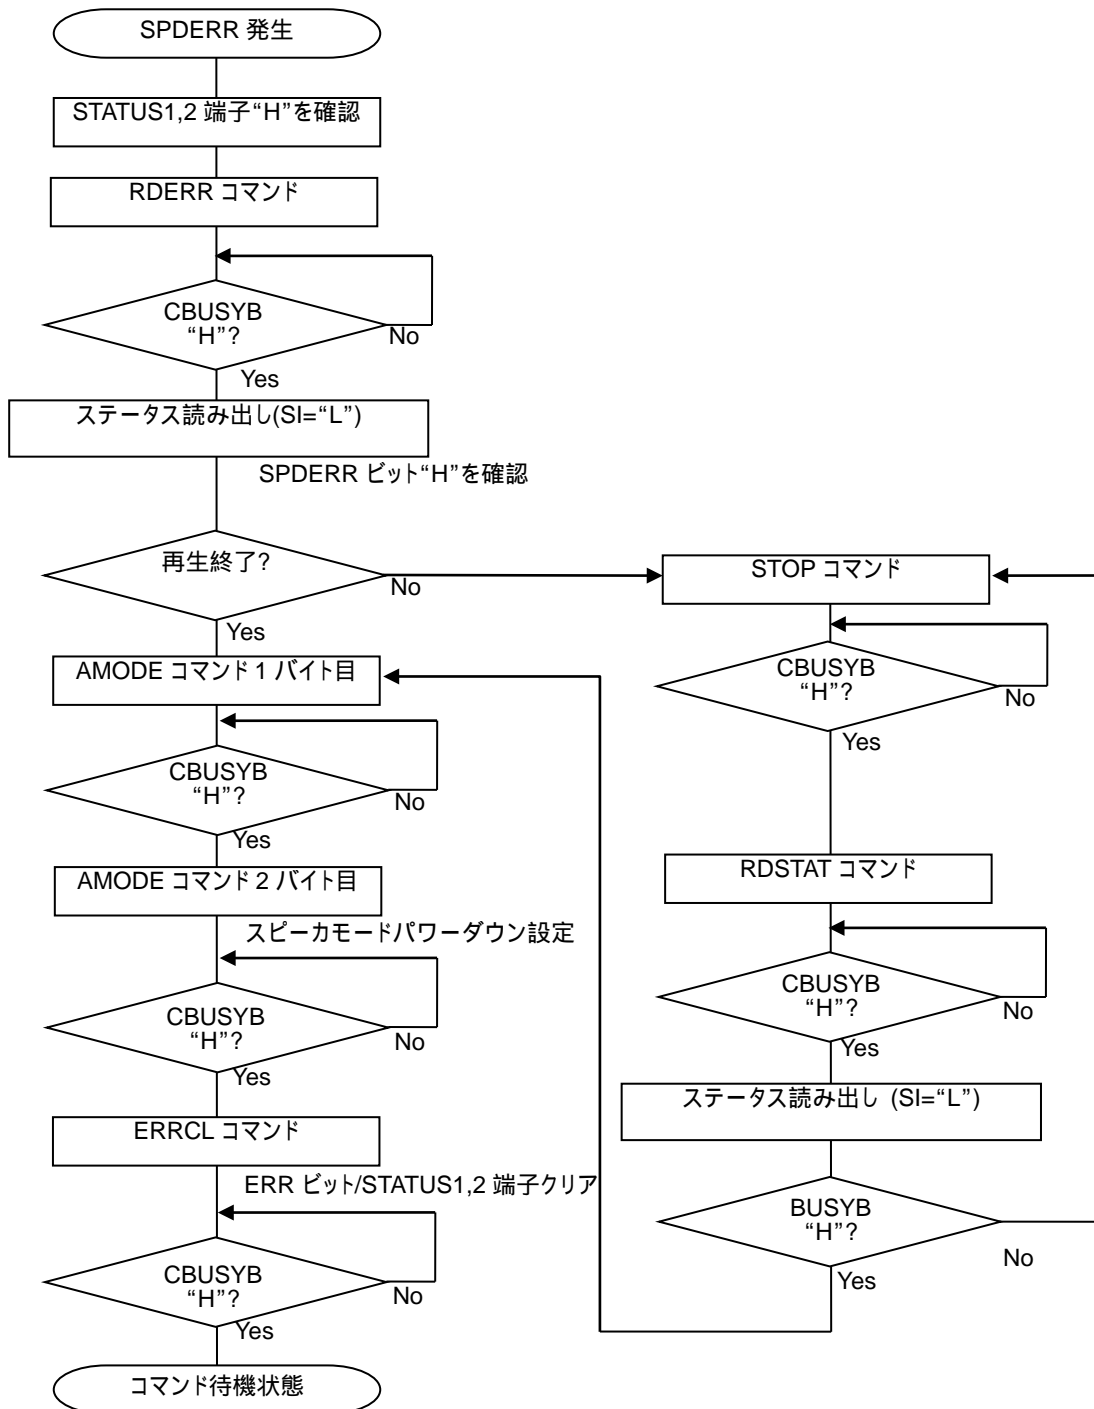 SPDERR 発生
STATUS1,2 端子“H”を確認
RDERR コマンド
CBUSYB
“H”?
No
Yes
ステータス読み出し(SI=“L”)
SPDERR ビット“H”を確認
再生終了?
No
Yes
AMODE コマンド 1 バイト目
CBUSYB
“H”?
No
Yes
AMODE コマンド 2 バイト目
スピーカモードパワーダウン設定
CBUSYB
“H”?
No
Yes
ERRCL コマンド
ERR ビット/STATUS1,2 端子クリア
CBUSYB
“H”?
No
Yes
コマンド待機状態
STOP コマンド
CBUSYB
“H”?
No
Yes
RDSTAT コマンド
CBUSYB
“H”?
No
Yes
ステータス読み出し (SI=“L”)
BUSYB
“H”?
No
Yes